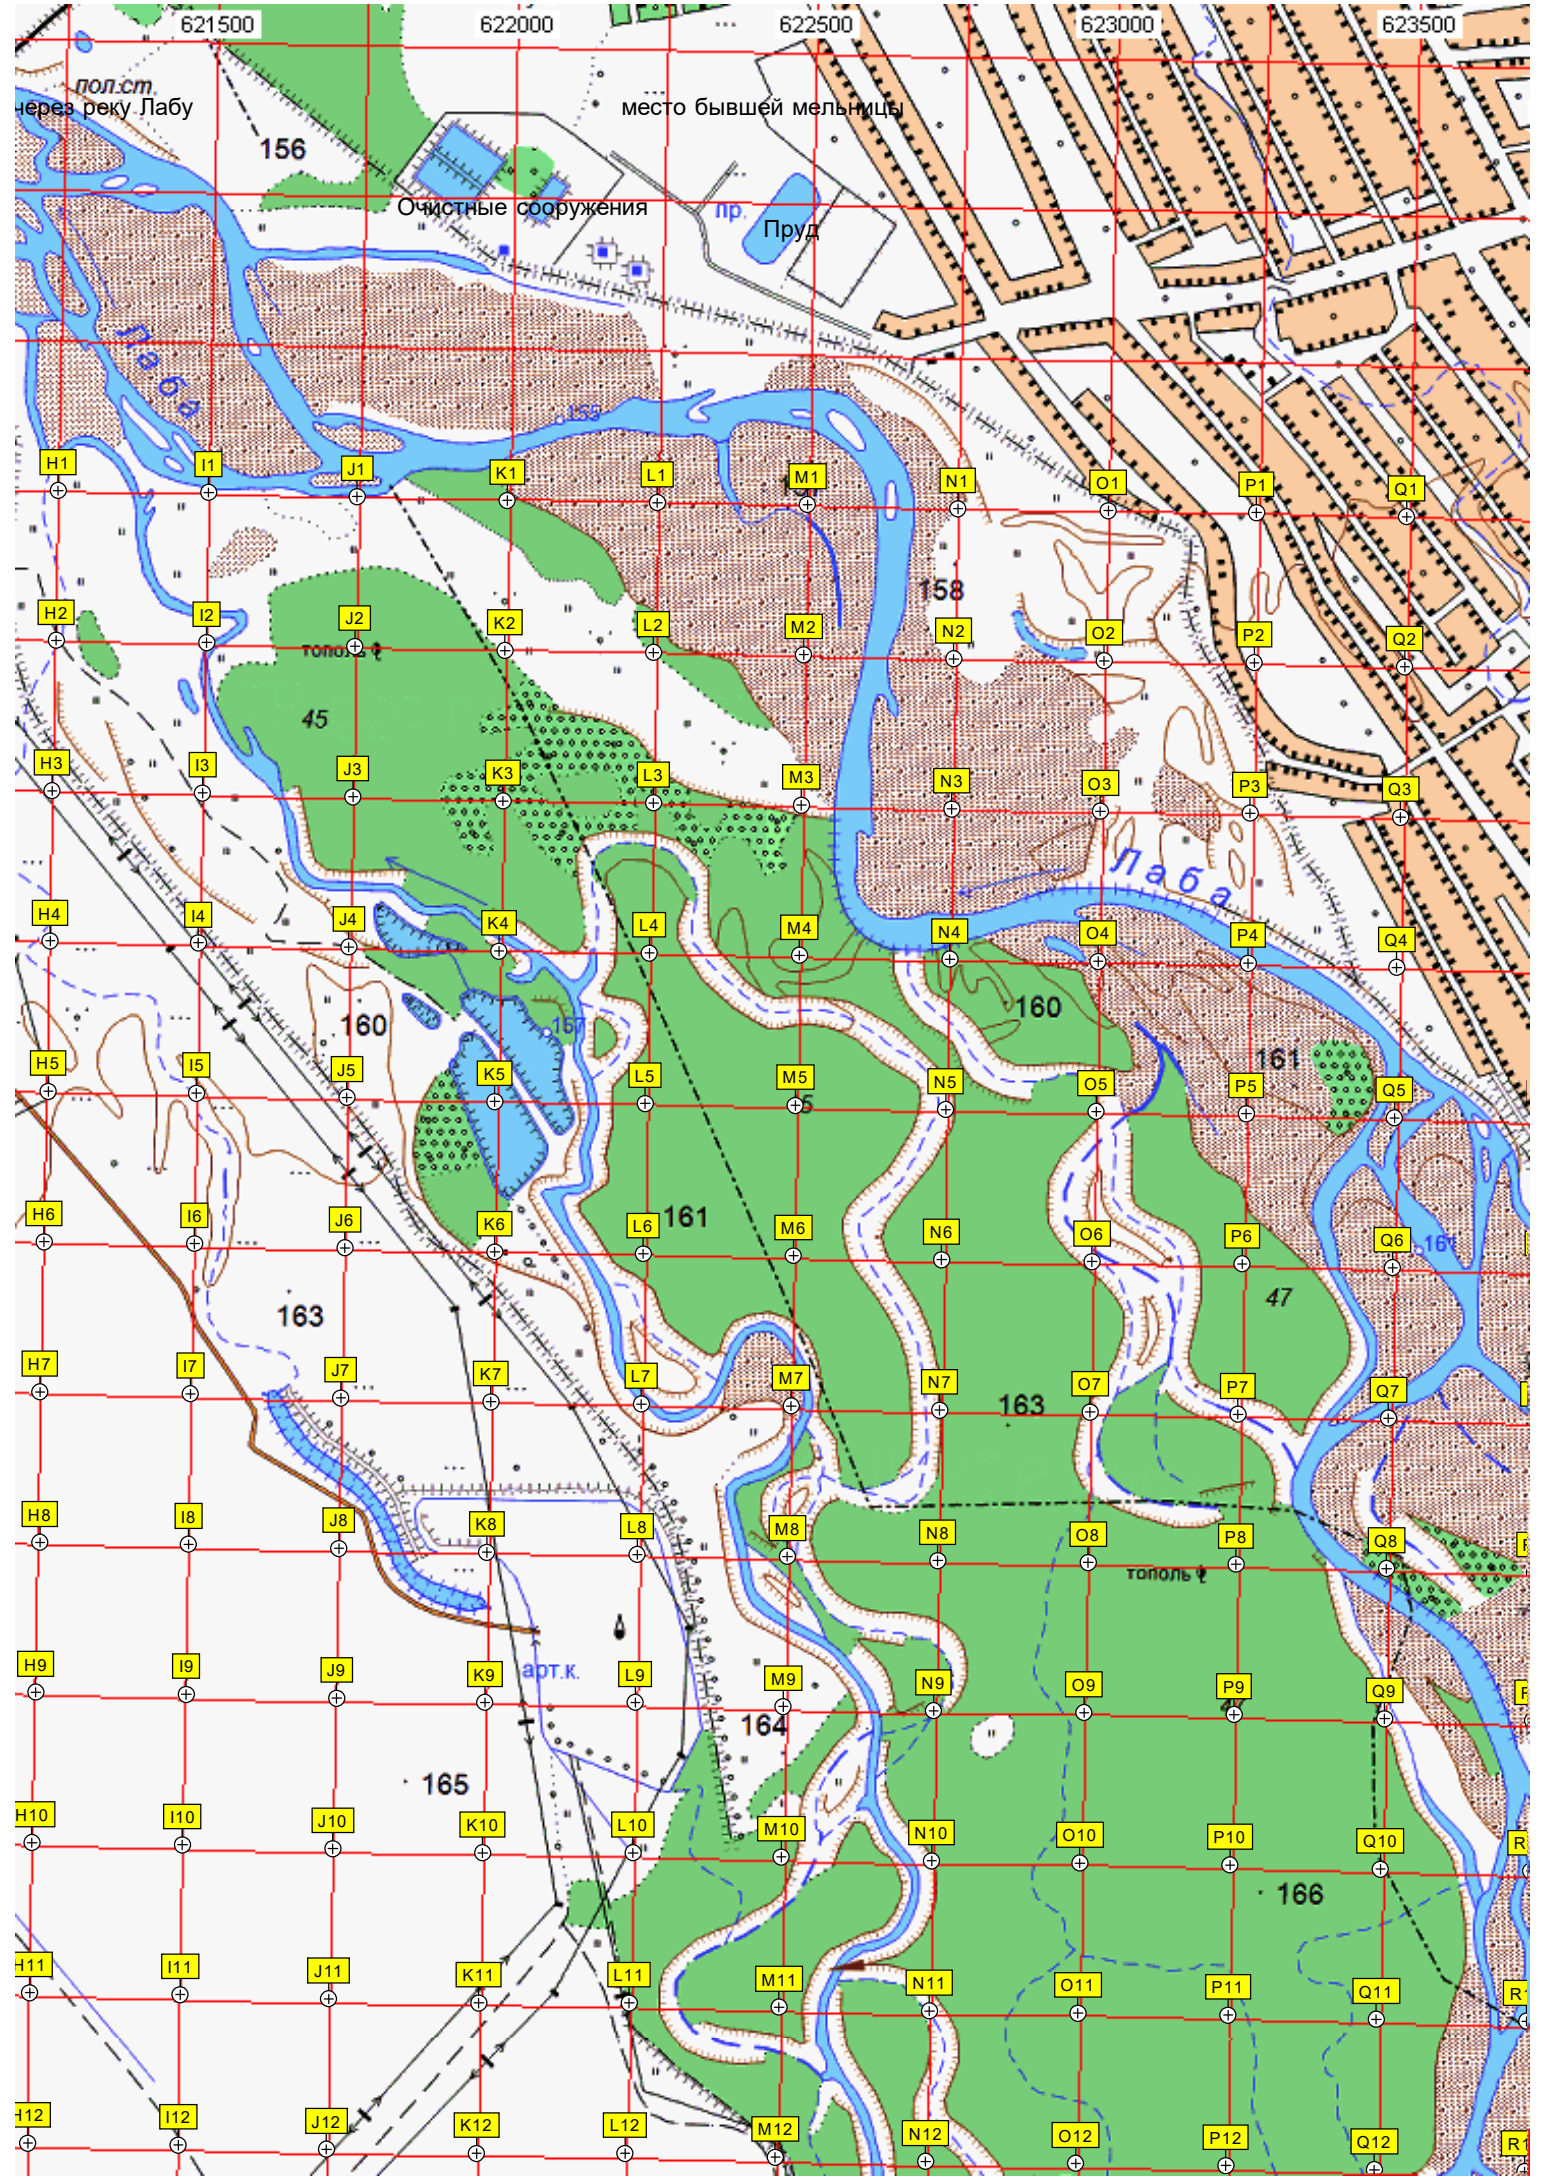 621500 622000 622500 623000 623500
пол.ст.
через реку Лабу
место бывшей мельницы
156
Очистные сооружения
пр.
Пруд
Лаба
155
H1 I1 J1 K1 L1 M1 N1 O1 P1 Q1
158
H2 I2 J2 K2 L2 M2 N2 O2 P2 Q2
тополь
45
H3 I3 J3 K3 L3 M3 N3 O3 P3 Q3
Лаба
H4 I4 J4 K4 L4 M4 N4 O4 P4 Q4
160
157
160
161
H5 I5 J5 K5 L5 M5 N5 O5 P5 Q5
161
H6 I6 J6 K6 L6 M6 N6 O6 P6 Q6
161
47
163
H7 I7 J7 K7 L7 M7 N7 O7 P7 Q7
163
H8 I8 J8 K8 L8 M8 N8 O8 P8 Q8
тополь
арт.к.
H9 I9 J9 K9 L9 M9 N9 O9 P9 Q9
164
165
H10 I10 J10 K10 L10 M10 N10 O10 P10 Q10
166
H11 I11 J11 K11 L11 M11 N11 O11 P11 Q11
H12 I12 J12 K12 L12 M12 N12 O12 P12 Q12